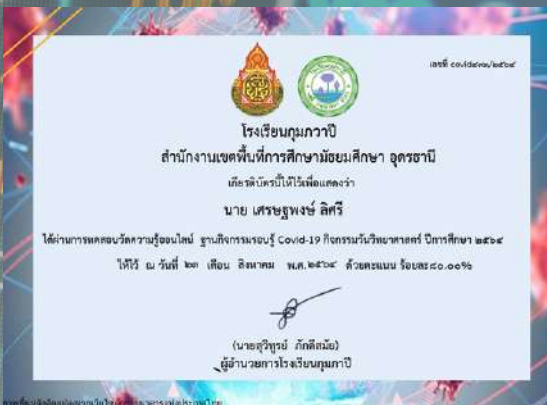 เลขที่ covid๔๗๒/๒๕๖๔
โรงเรียนกุมภวาปี
สำนักงานเขตพื้นที่การศึกษามัธยมศึกษา อุดรธานี
เกียรติบัตรนี้ให้ไว้เพื่อแสดงว่า
นาย เศรษฐพงษ์ ลิศรี
ได้ผ่านการทดสอบวัดความรู้ออนไลน์ ฐานกิจกรรมรอบรู้ Covid-19 กิจกรรมวันวิทยาศาสตร์ ปีการศึกษา ๒๕๖๔
ให้ไว้ ณ วันที่ ๒๓ เดือน สิงหาคม พ.ศ.๒๕๖๔ ด้วยคะแนน ร้อยละ๘๐.๐๐%
(นายสุวิทูรย์ ภักดีสมัย)
ผู้อำนวยการโรงเรียนกุมภาปี